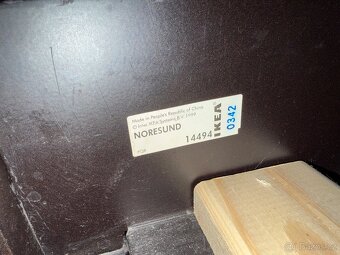 Made in People's Republic of China
© Inter IKEA Systems B.V. 1999
NORESUND
14494
IKEA
0342